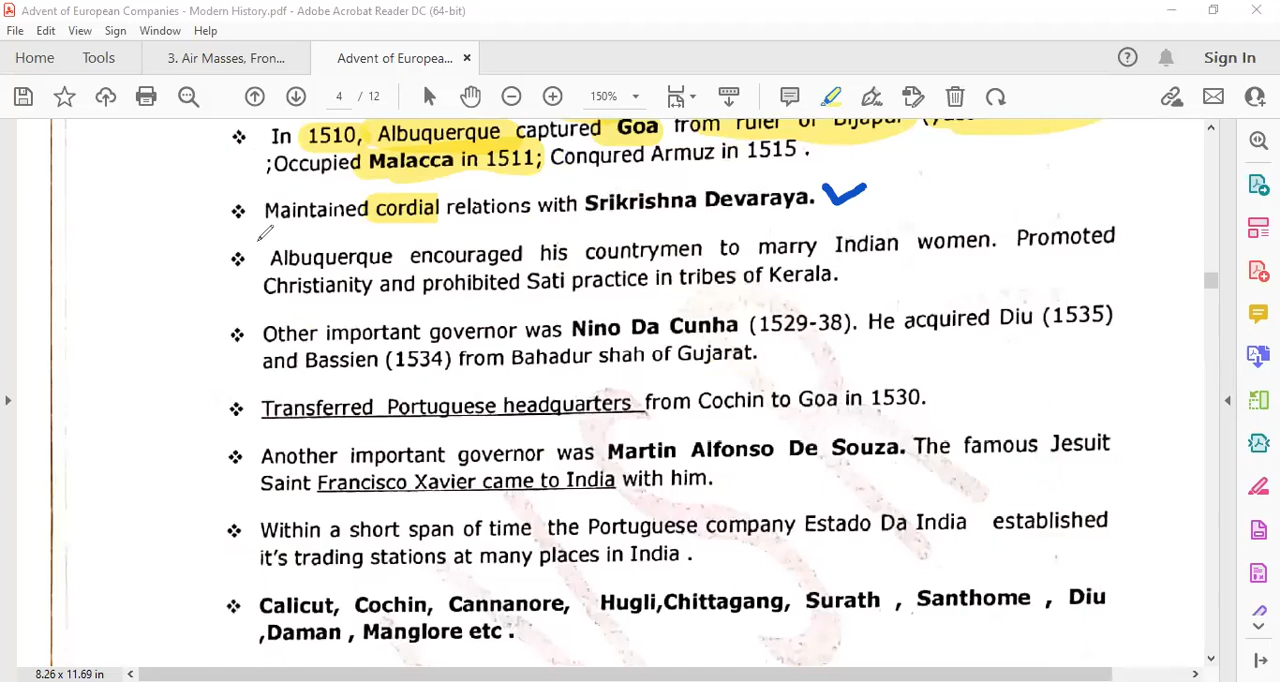 Advent of European Companies - Modern History.pdf - Adobe Acrobat Reader DC (64-bit)
File Edit View Sign Window Help
Home Tools 3. Air Masses, Fron... Advent of Europea... × Sign In
4 / 12 150%
❖ In 1510, Albuquerque captured Goa from ruler of Bijapur
;Occupied Malacca in 1511; Conqured Armuz in 1515 .
❖ Maintained cordial relations with Srikrishna Devaraya.
❖ Albuquerque encouraged his countrymen to marry Indian women. Promoted
Christianity and prohibited Sati practice in tribes of Kerala.
❖ Other important governor was Nino Da Cunha (1529-38). He acquired Diu (1535)
and Bassien (1534) from Bahadur shah of Gujarat.
❖ Transferred Portuguese headquarters from Cochin to Goa in 1530.
❖ Another important governor was Martin Alfonso De Souza. The famous Jesuit
Saint Francisco Xavier came to India with him.
❖ Within a short span of time the Portuguese company Estado Da India established
it's trading stations at many places in India .
❖ Calicut, Cochin, Cannanore, Hugli,Chittagang, Surath , Santhome , Diu
,Daman , Manglore etc .
8.26 x 11.69 in